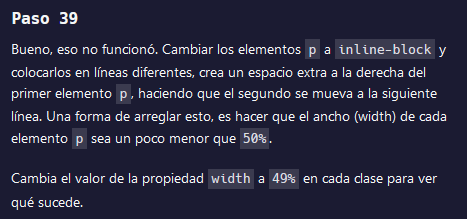 Paso 39
Bueno, eso no funcionó. Cambiar los elementos p a inline-block y
colocarlos en líneas diferentes, crea un espacio extra a la derecha del
primer elemento p, haciendo que el segundo se mueva a la siguiente
línea. Una forma de arreglar esto, es hacer que el ancho (width) de cada
elemento p sea un poco menor que 50%.
Cambia el valor de la propiedad width a 49% en cada clase para ver
qué sucede.